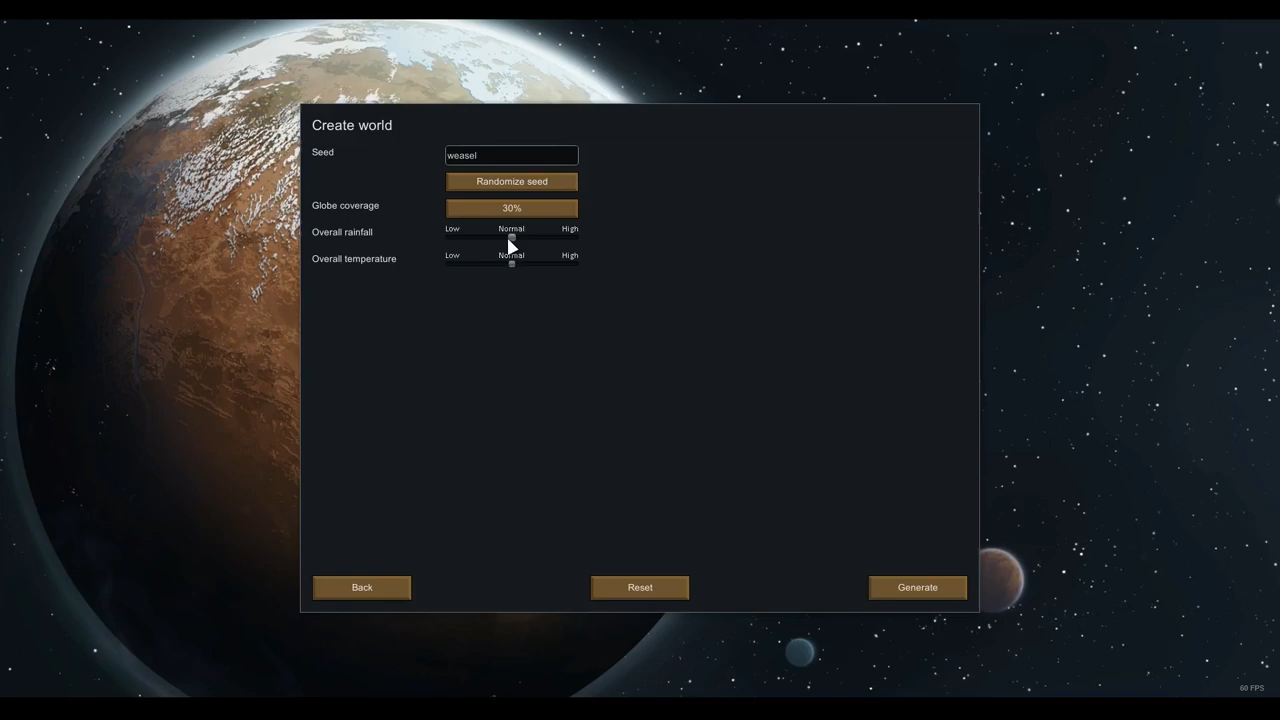 Create world
Seed
weasel
Randomize seed
Globe coverage
30%
Overall rainfall
Low Normal High
Overall temperature
Low Normal High
Back
Reset
Generate
60 FPS